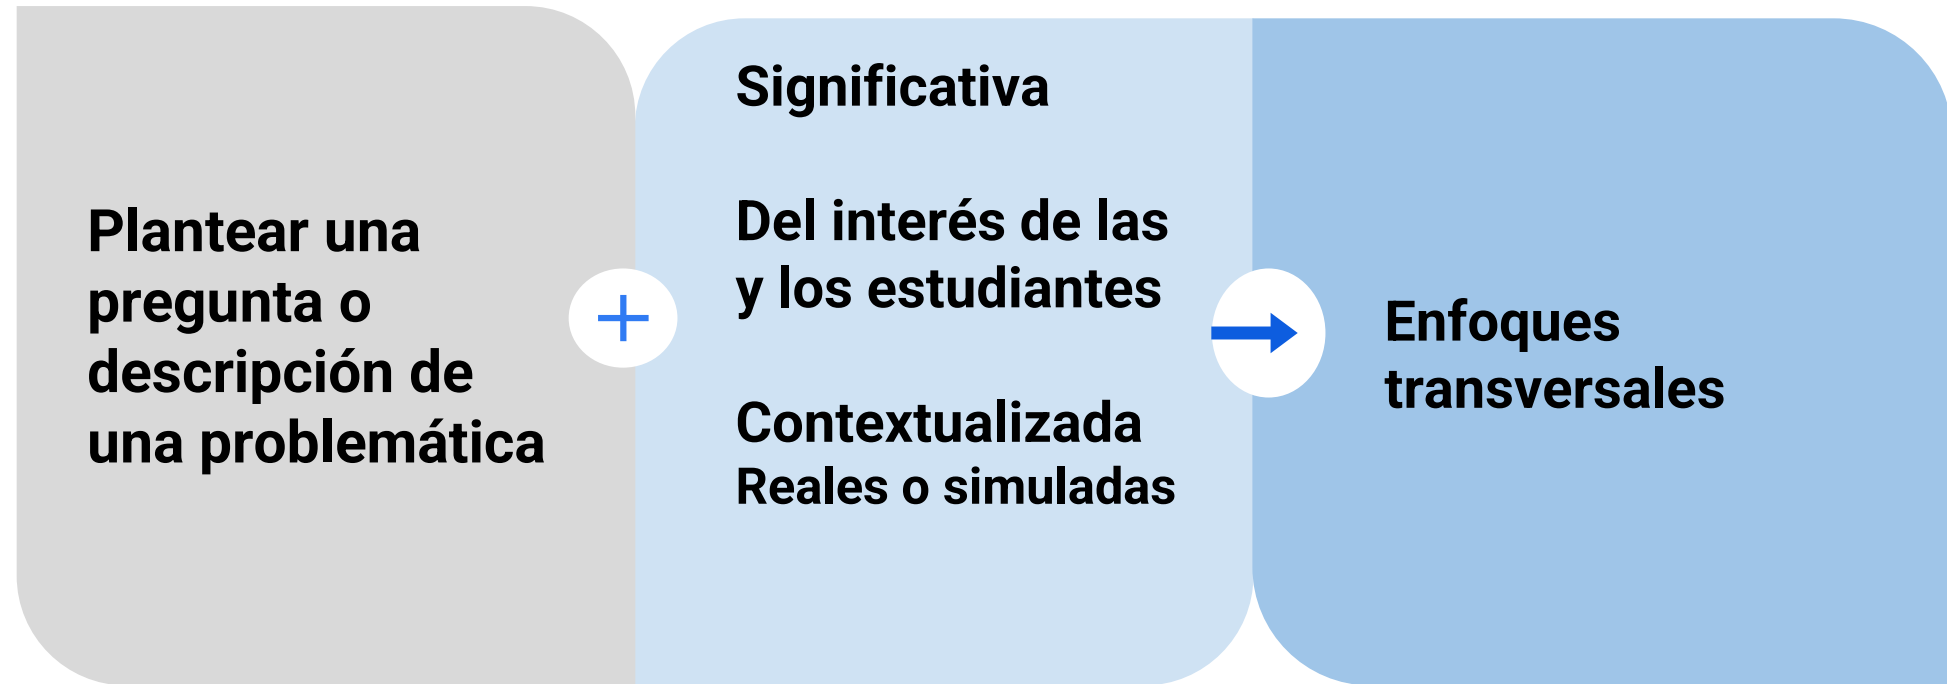 Plantear una
pregunta o
descripción de
una problemática
Significativa
Del interés de las
y los estudiantes
Contextualizada
Reales o simuladas
Enfoques
transversales